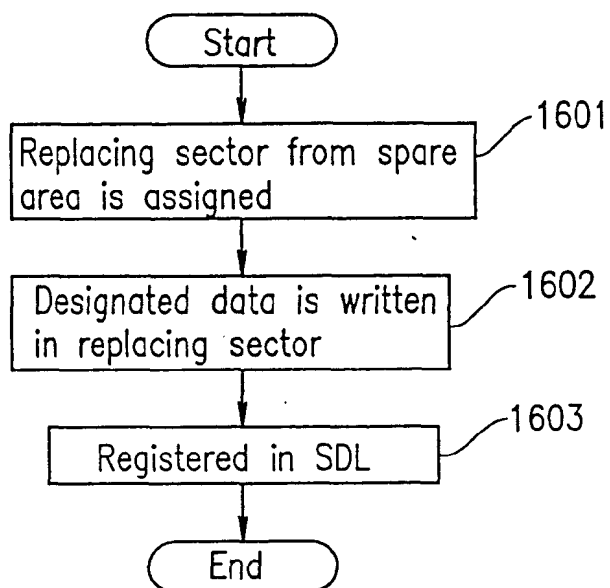 Start
1601
Replacing sector from spare
area is assigned
1602
Designated data is written
in replacing sector
1603
Registered in SDL
End